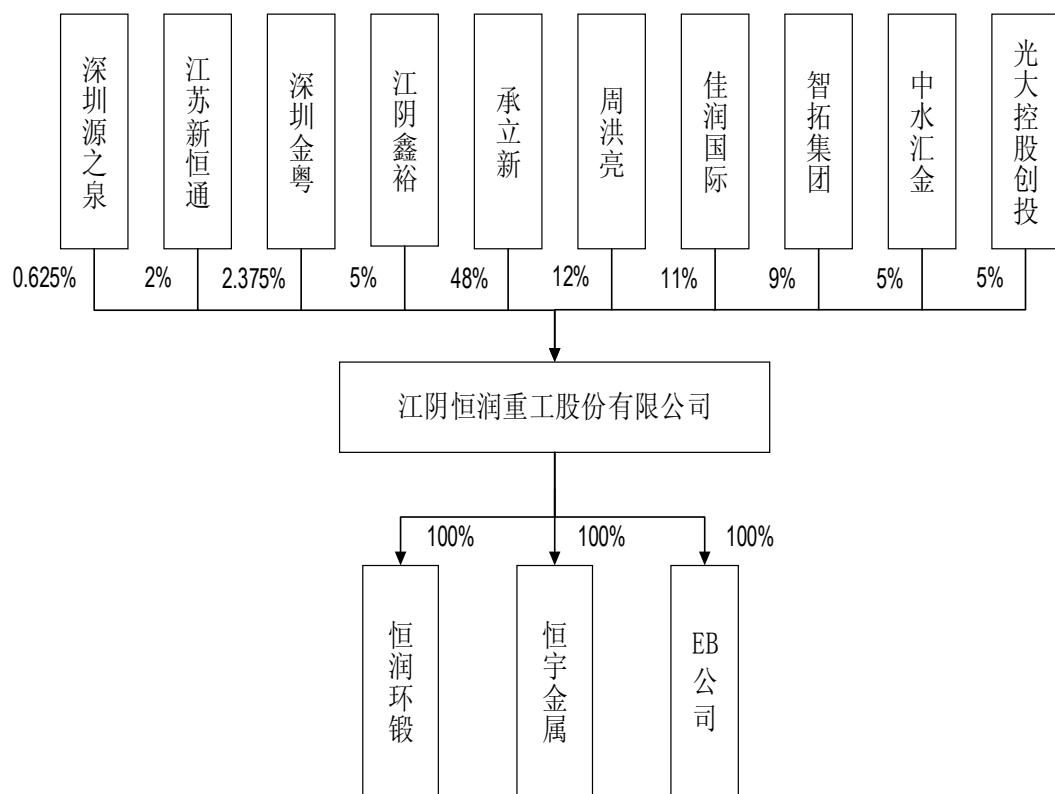 深圳源之泉
江苏新恒通
深圳金粤
江阴鑫裕
承立新
周洪亮
佳润国际
智拓集团
中水汇金
光大控股创投
0.625%
2%
2.375%
5%
48%
12%
11%
9%
5%
5%
江阴恒润重工股份有限公司
100%
100%
100%
恒润环锻
恒宇金属
EB公司